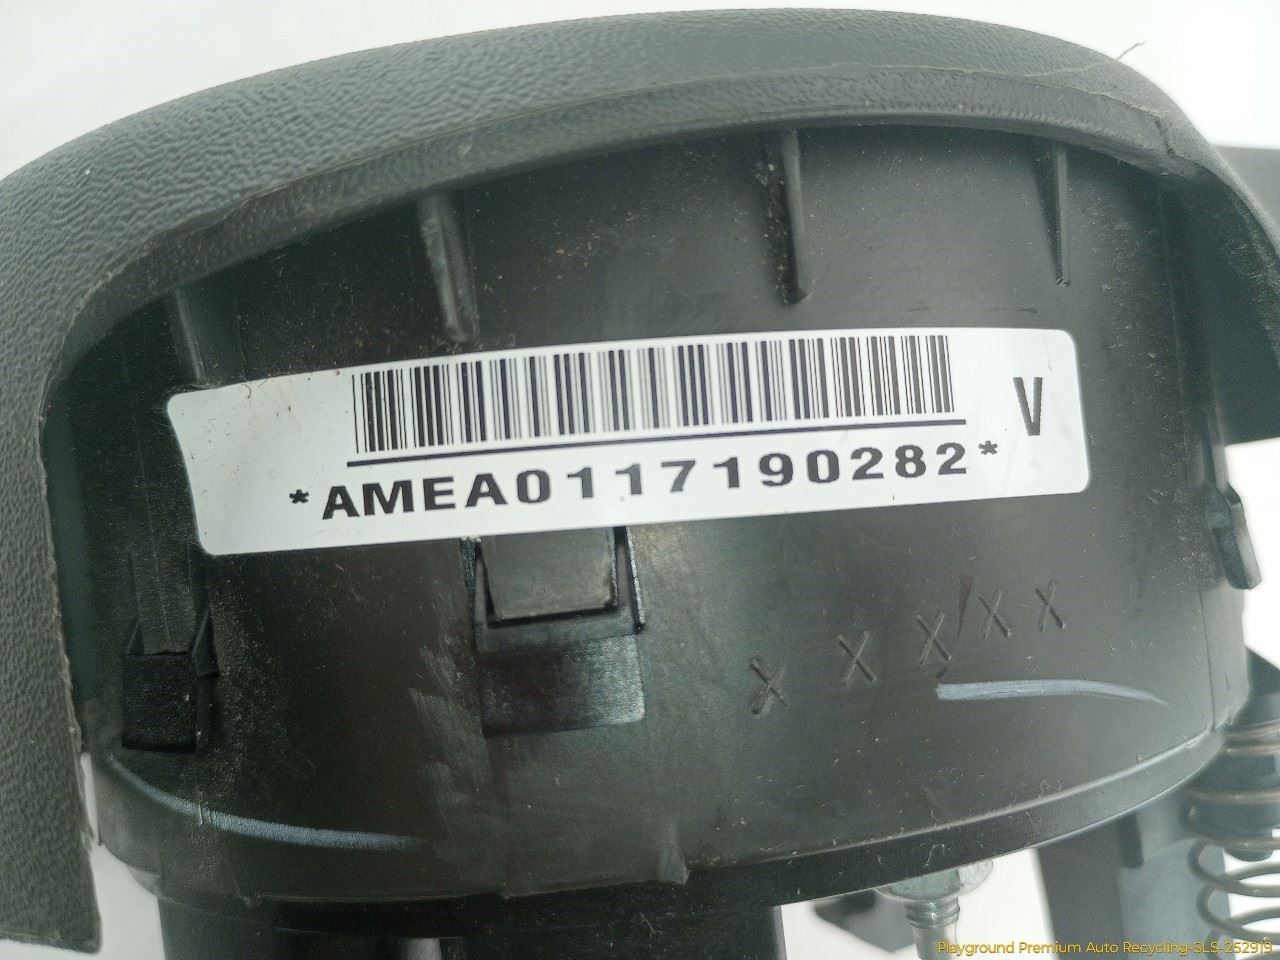 V
*AMEA0117190282*
X X X X X
Playground Premium Auto Recycling-SLS-252919